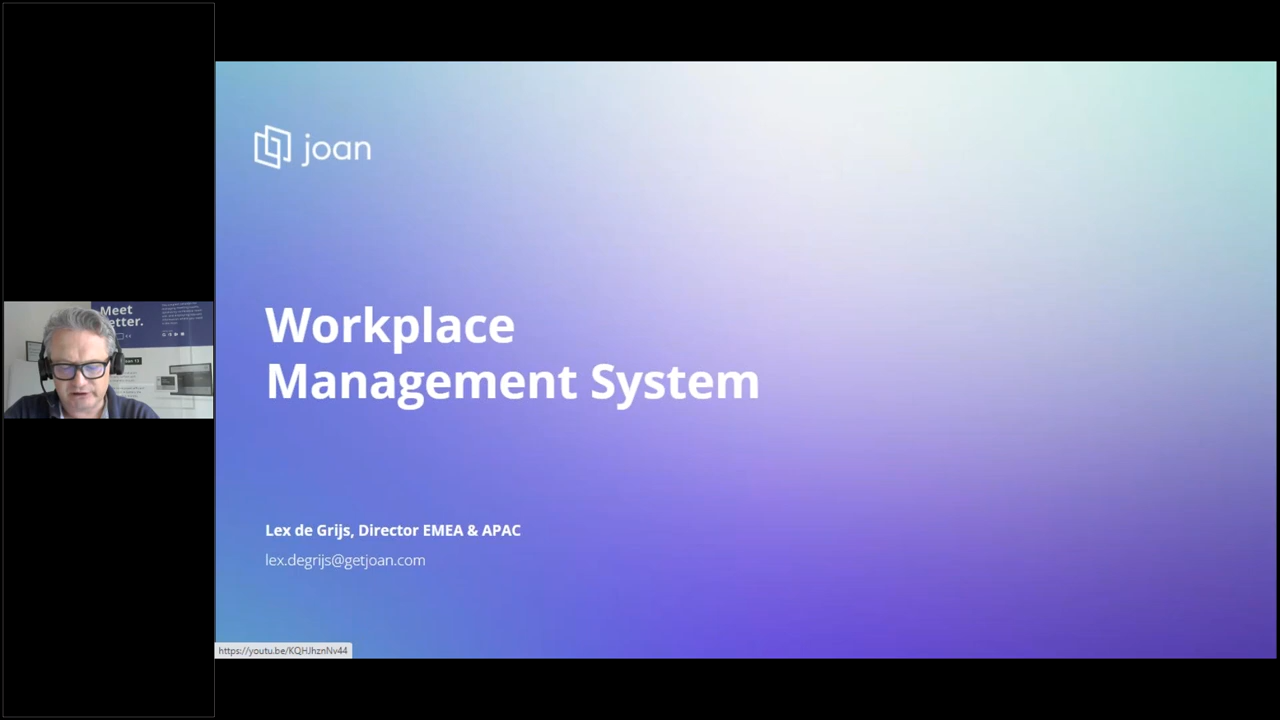 Meet
etter.
joan
Workplace
Management System
Lex de Grijs, Director EMEA & APAC
lex.degrijs@getjoan.com
https://youtu.be/KQHJhznNv44